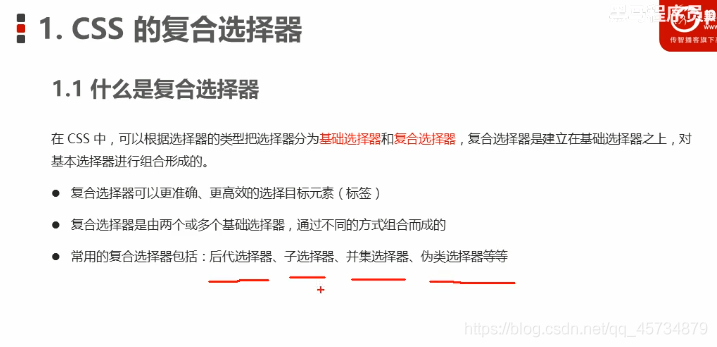 1. CSS 的复合选择器
1.1 什么是复合选择器
在 CSS 中，可以根据选择器的类型把选择器分为基础选择器和复合选择器，复合选择器是建立在基础选择器之上，对
基本选择器进行组合形成的。
● 复合选择器可以更准确、更高效的选择目标元素（标签）
● 复合选择器是由两个或多个基础选择器，通过不同的方式组合而成的
● 常用的复合选择器包括：后代选择器、子选择器、并集选择器、伪类选择器等等
传智播客旗下
https://blog.csdn.net/qq_45734879